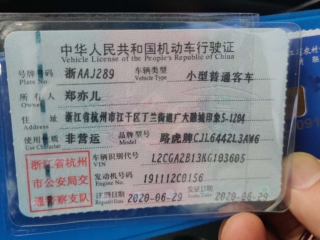 中华人民共和国机动车行驶证
Vehicle License of the People's Republic of China
号牌号码 浙AAJ289 车辆类型 小型普通客车
Plate No. Vehicle Type
所有人 郑亦儿
Owner
住址 浙江省杭州市江干区丁兰街道广大融城印象5-1204
Address
使用性质 非营运 品牌型号 路虎牌CJL6442L3AW6
Use Character Model
浙江省杭州
市公安局交
通警察支队
车辆识别代号 L2CGA2B13KG103605
VIN
发动机号码 191112C0156
Engine No.
注册日期 2020-06-29 发证日期 2020-06-29
Register Date Issue Date